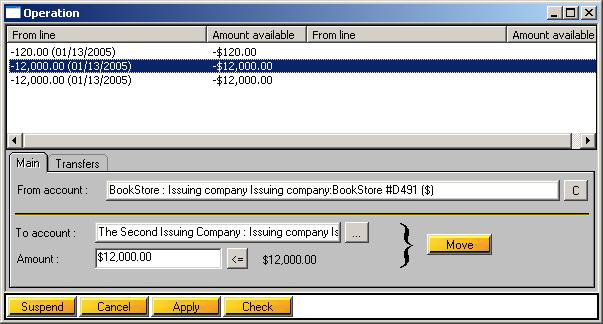 Operation
From line Amount available From line Amount available
-120.00 (01/13/2005) -$120.00
-12,000.00 (01/13/2005) -$12,000.00
-12,000.00 (01/13/2005) -$12,000.00
Main Transfers
From account : BookStore : Issuing company Issuing company:BookStore #D491 ($) C
To account : The Second Issuing Company : Issuing company Is ...
Amount : $12,000.00 <= $12,000.00
} Move
Suspend Cancel Apply Check